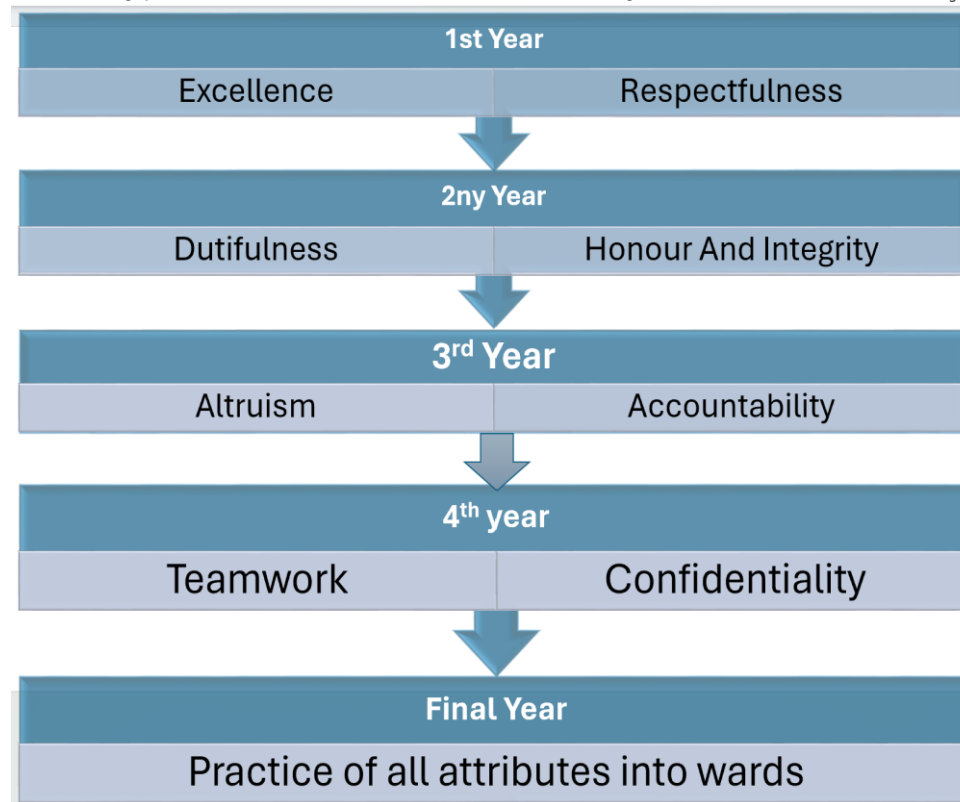 1st Year
Excellence Respectfulness
2ny Year
Dutifulness Honour And Integrity
3rd Year
Altruism Accountability
4th year
Teamwork Confidentiality
Final Year
Practice of all attributes into wards